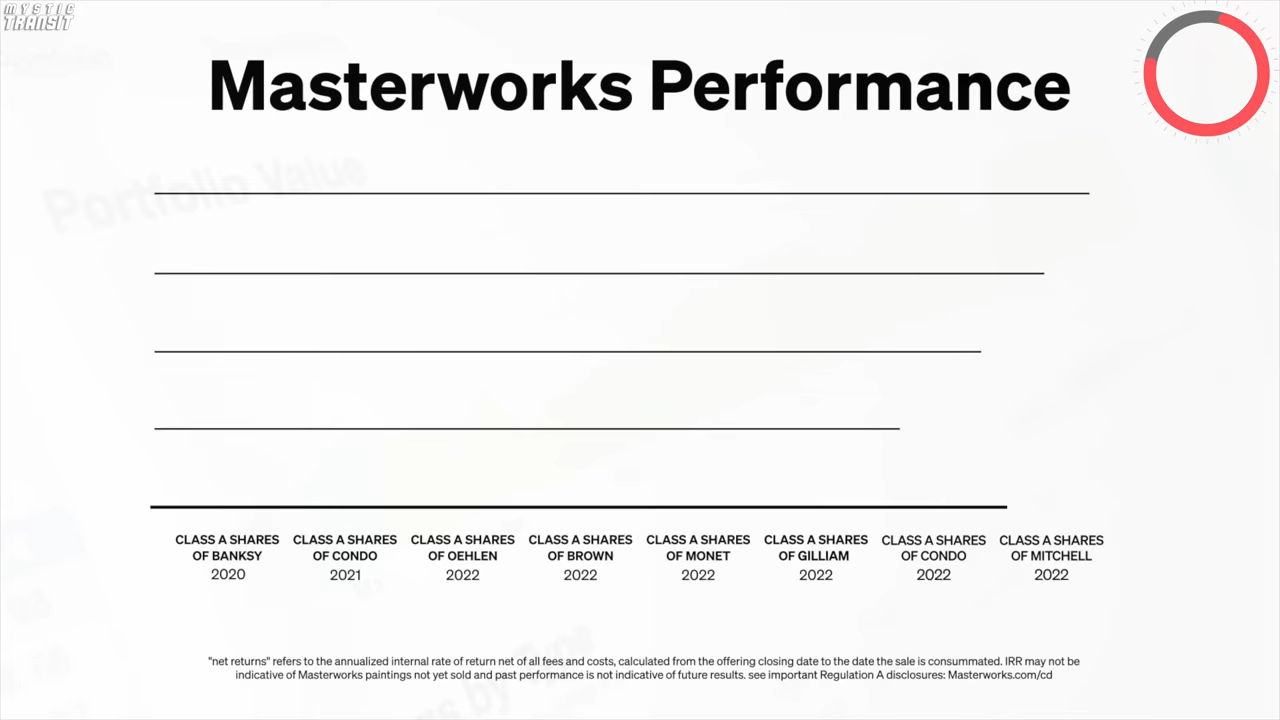 MYSTIC
TRANSIT
Masterworks Performance
Portfolio Value
CLASS A SHARES
OF BANKSY
2020
CLASS A SHARES
OF CONDO
2021
CLASS A SHARES
OF OEHLEN
2022
CLASS A SHARES
OF BROWN
2022
CLASS A SHARES
OF MONET
2022
CLASS A SHARES
OF GILLIAM
2022
CLASS A SHARES
OF CONDO
2022
CLASS A SHARES
OF MITCHELL
2022
"net returns" refers to the annualized internal rate of return net of all fees and costs, calculated from the offering closing date to the date the sale is consummated. IRR may not be
indicative of Masterworks paintings not yet sold and past performance is not indicative of future results. see important Regulation A disclosures: Masterworks.com/cd